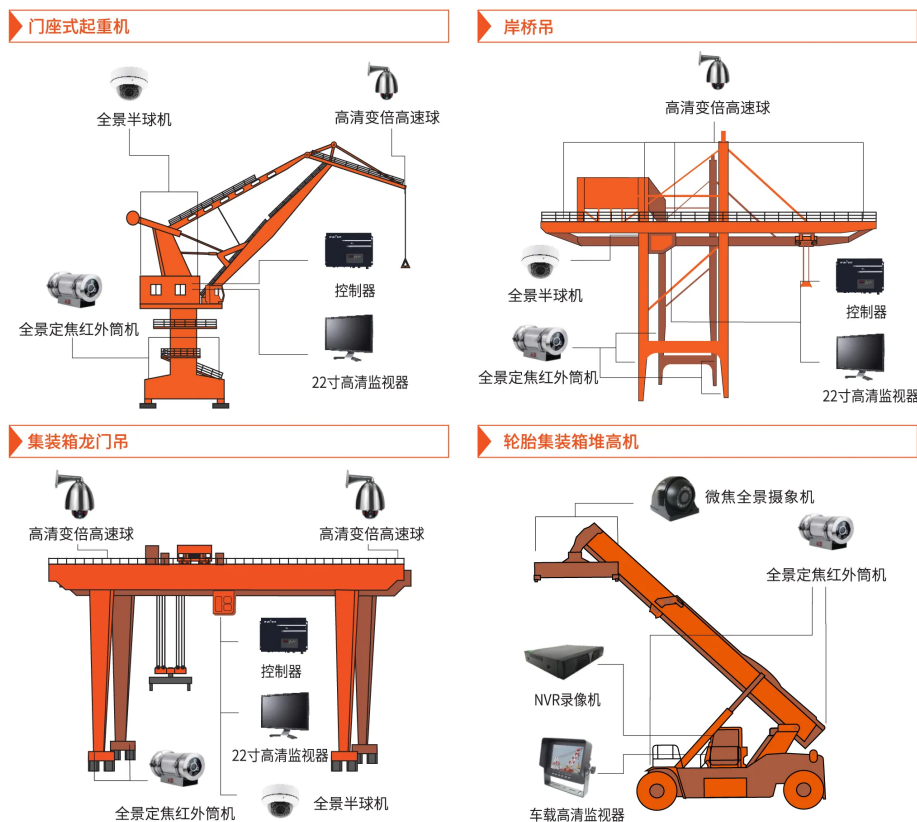 门座式起重机
全景半球机
高清变倍高速球
控制器
全景定焦红外筒机
22寸高清监视器
岸桥吊
高清变倍高速球
全景半球机
控制器
全景定焦红外筒机
22寸高清监视器
集装箱龙门吊
高清变倍高速球
高清变倍高速球
控制器
22寸高清监视器
全景定焦红外筒机
全景半球机
轮胎集装箱堆高机
微焦全景摄象机
全景定焦红外筒机
NVR录像机
车载高清监视器